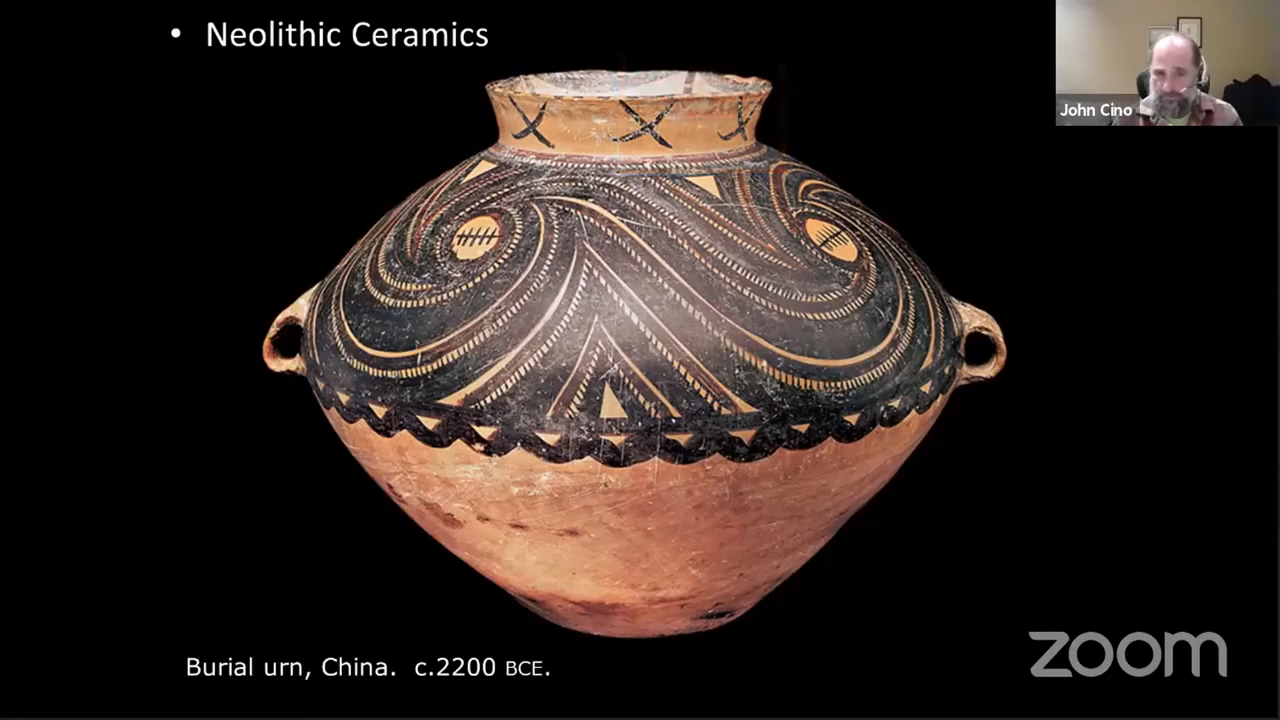 • Neolithic Ceramics
John Cino
Burial urn, China.  c.2200 BCE.
zoom